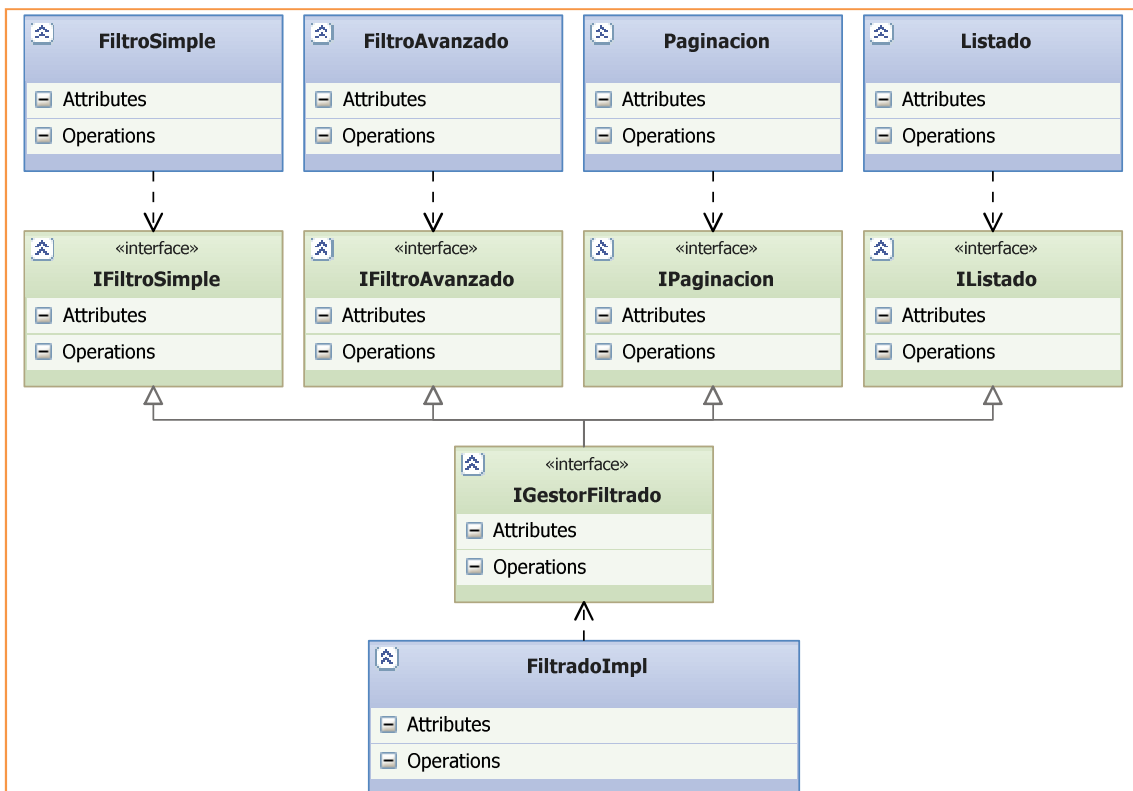 FiltroSimple
Attributes
Operations
FiltroAvanzado
Attributes
Operations
Paginacion
Attributes
Operations
Listado
Attributes
Operations
«interface»
IFiltroSimple
Attributes
Operations
«interface»
IFiltroAvanzado
Attributes
Operations
«interface»
IPaginacion
Attributes
Operations
«interface»
IListado
Attributes
Operations
«interface»
IGestorFiltrado
Attributes
Operations
FiltradoImpl
Attributes
Operations